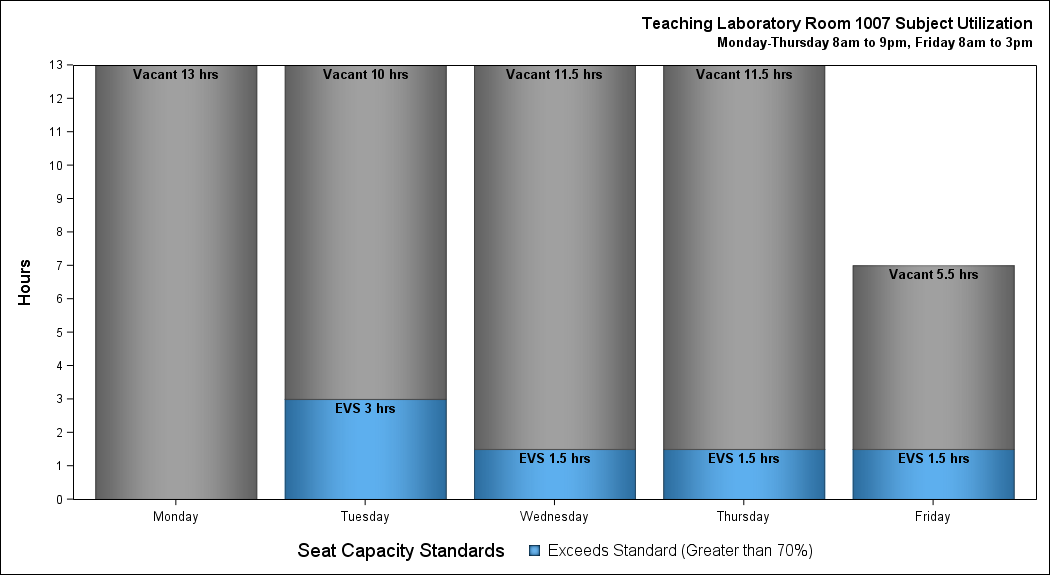 Teaching Laboratory Room 1007 Subject Utilization
Monday-Thursday 8am to 9pm, Friday 8am to 3pm
Hours
13
12
11
10
9
8
7
6
5
4
3
2
1
0
Vacant 13 hrs
Vacant 10 hrs
Vacant 11.5 hrs
Vacant 11.5 hrs
Vacant 5.5 hrs
EVS 3 hrs
EVS 1.5 hrs
EVS 1.5 hrs
EVS 1.5 hrs
Monday
Tuesday
Wednesday
Thursday
Friday
Seat Capacity Standards
Exceeds Standard (Greater than 70%)